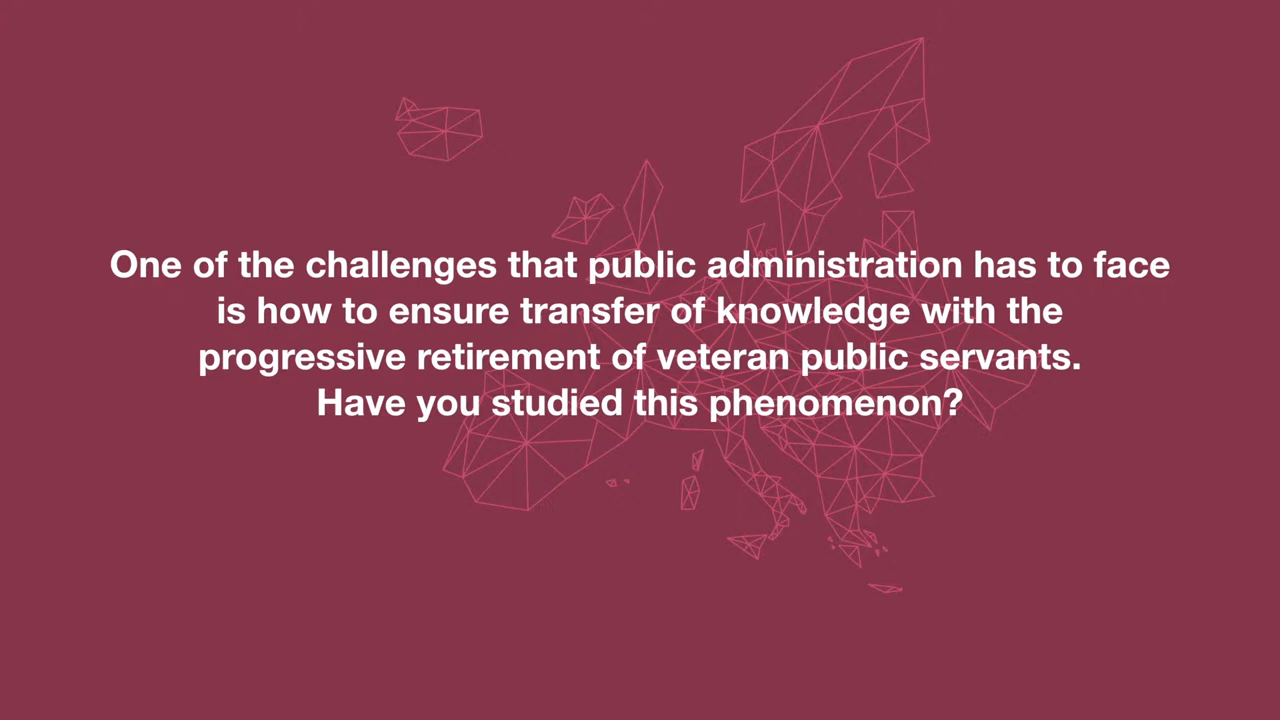 One of the challenges that public administration has to face
is how to ensure transfer of knowledge with the
progressive retirement of veteran public servants.
Have you studied this phenomenon?